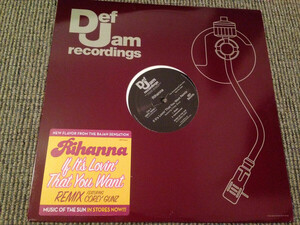 Def
Jam
recordings
NEW FLAVOR FROM THE BAJAN SENSATION
Rihanna
If It's Lovin'
That You Want
REMIX FEATURING COREY GUNZ
MUSIC OF THE SUN IN STORES NOW!!!